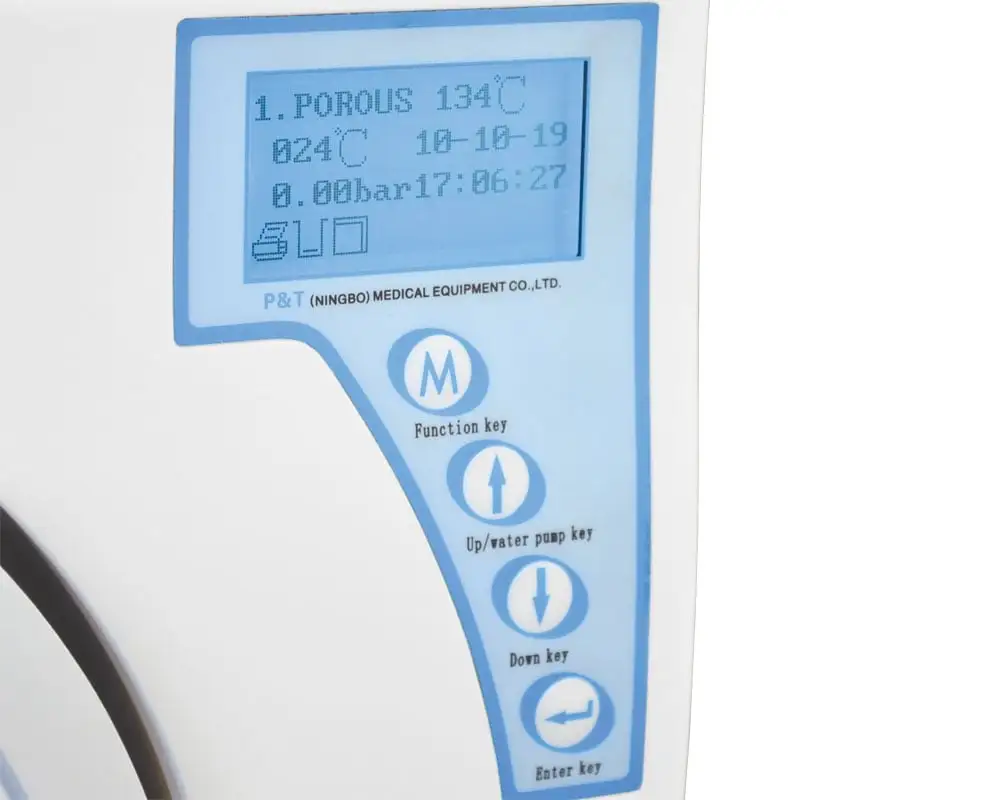 1.POROUS 134℃
024℃ 10-10-19
0.00bar17:06:27
P&T (NINGBO) MEDICAL EQUIPMENT CO.,LTD.
M
Function key
Up/water pump key
Down key
Enter key